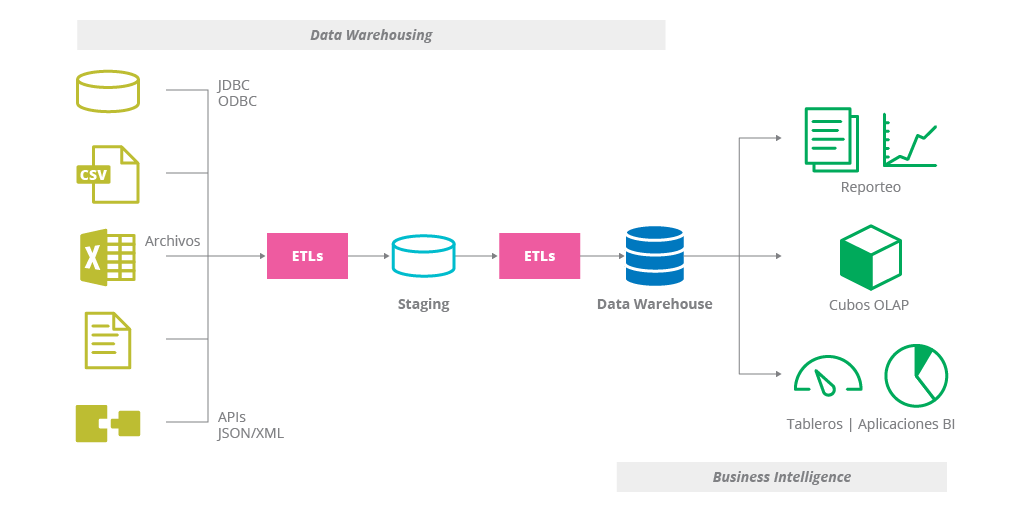 Data Warehousing
JDBC
ODBC
CSV
X
Archivos
ETLs
Staging
ETLs
Data Warehouse
APIs
JSON/XML
Reporteo
Cubos OLAP
Tableros | Aplicaciones BI
Business Intelligence